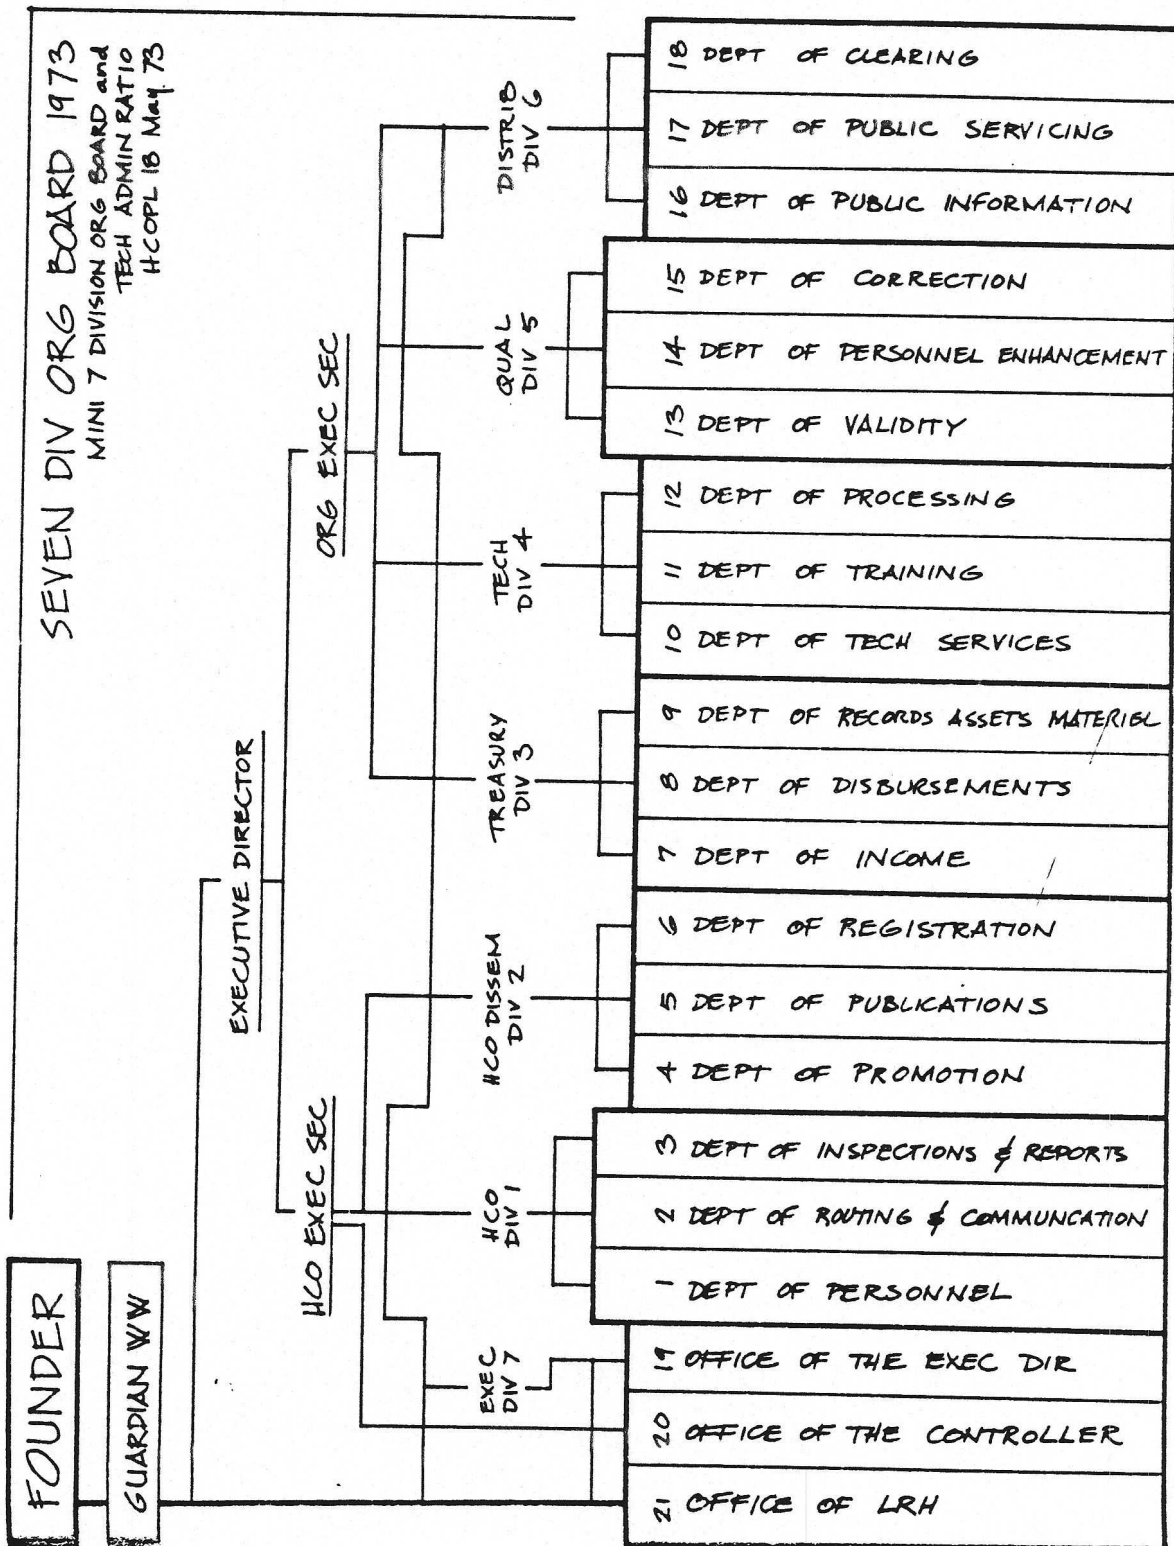 SEVEN DIV ORG BOARD 1973
MINI 7 DIVISION ORG BOARD and
TECH ADMIN RATIO
HCOPL 18 May. 73
FOUNDER
GUARDIAN WW
EXECUTIVE DIRECTOR
HCO EXEC SEC
ORG EXEC SEC
EXEC
DIV 7
HCO
DIV 1
HCO DISSEM
DIV 2
TREASURY
DIV 3
TECH
DIV 4
QUAL
DIV 5
DISTRIB
DIV 6
21 OFFICE OF LRH
20 OFFICE OF THE CONTROLLER
19 OFFICE OF THE EXEC DIR
1 DEPT OF PERSONNEL
2 DEPT OF ROUTING & COMMUNCATION
3 DEPT OF INSPECTIONS & REPORTS
4 DEPT OF PROMOTION
5 DEPT OF PUBLICATIONS
6 DEPT OF REGISTRATION
7 DEPT OF INCOME
8 DEPT OF DISBURSEMENTS
9 DEPT OF RECORDS ASSETS MATERIEL
10 DEPT OF TECH SERVICES
11 DEPT OF TRAINING
12 DEPT OF PROCESSING
13 DEPT OF VALIDITY
14 DEPT OF PERSONNEL ENHANCEMENT
15 DEPT OF CORRECTION
16 DEPT OF PUBLIC INFORMATION
17 DEPT OF PUBLIC SERVICING
18 DEPT OF CLEARING